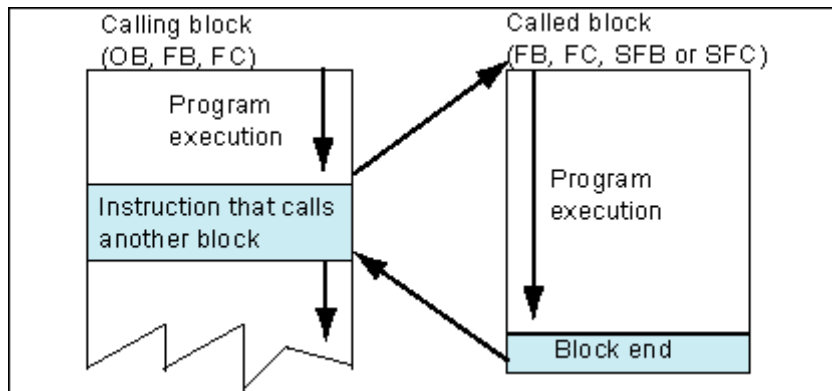 Calling block
(OB, FB, FC)
Program
execution
Instruction that calls
another block
Called block
(FB, FC, SFB or SFC)
Program
execution
Block end